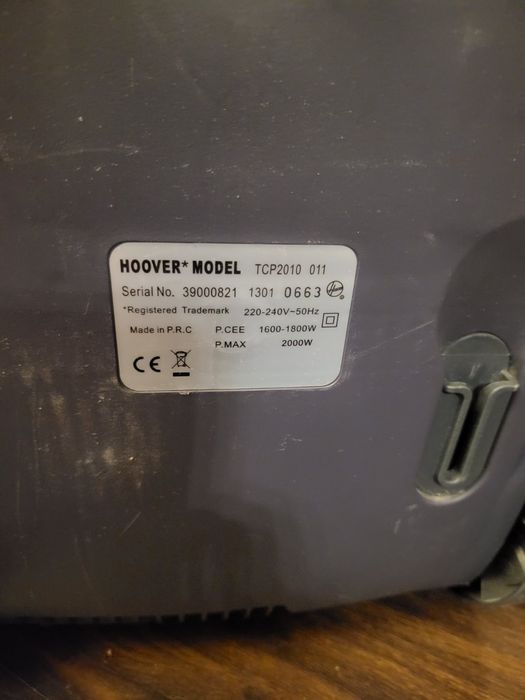 HOOVER* MODEL TCP2010 011
Serial No. 39000821 1301 0663 Hoover
*Registered Trademark 220-240V~50Hz
Made in P.R.C P.CEE 1600-1800W
P.MAX 2000W
CE